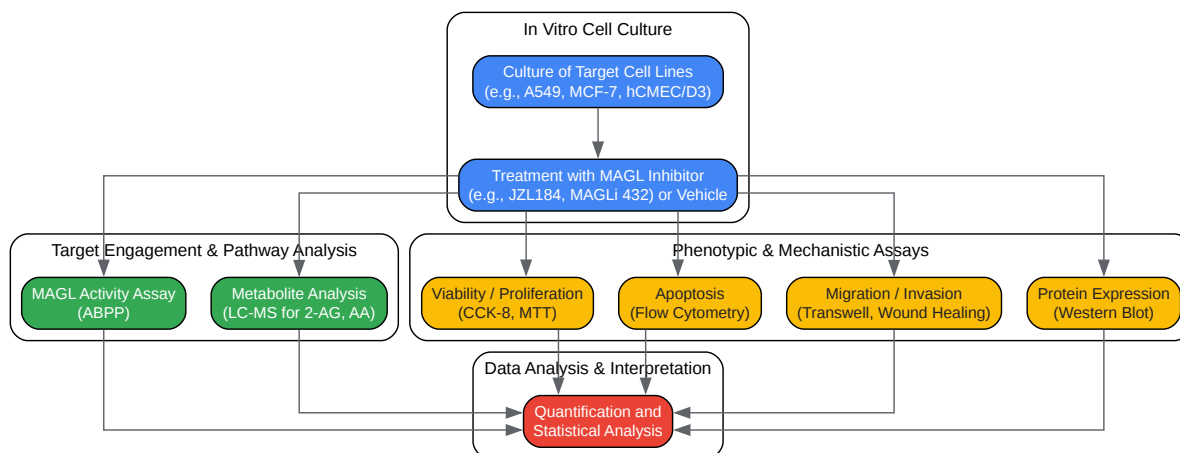 In Vitro Cell Culture
Culture of Target Cell Lines
(e.g., A549, MCF-7, hCMEC/D3)
Treatment with MAGL Inhibitor
(e.g., JZL184, MAGLi 432) or Vehicle
Target Engagement & Pathway Analysis
MAGL Activity Assay
(ABPP)
Metabolite Analysis
(LC-MS for 2-AG, AA)
Phenotypic & Mechanistic Assays
Viability / Proliferation
(CCK-8, MTT)
Apoptosis
(Flow Cytometry)
Migration / Invasion
(Transwell, Wound Healing)
Protein Expression
(Western Blot)
Data Analysis & Interpretation
Quantification and
Statistical Analysis